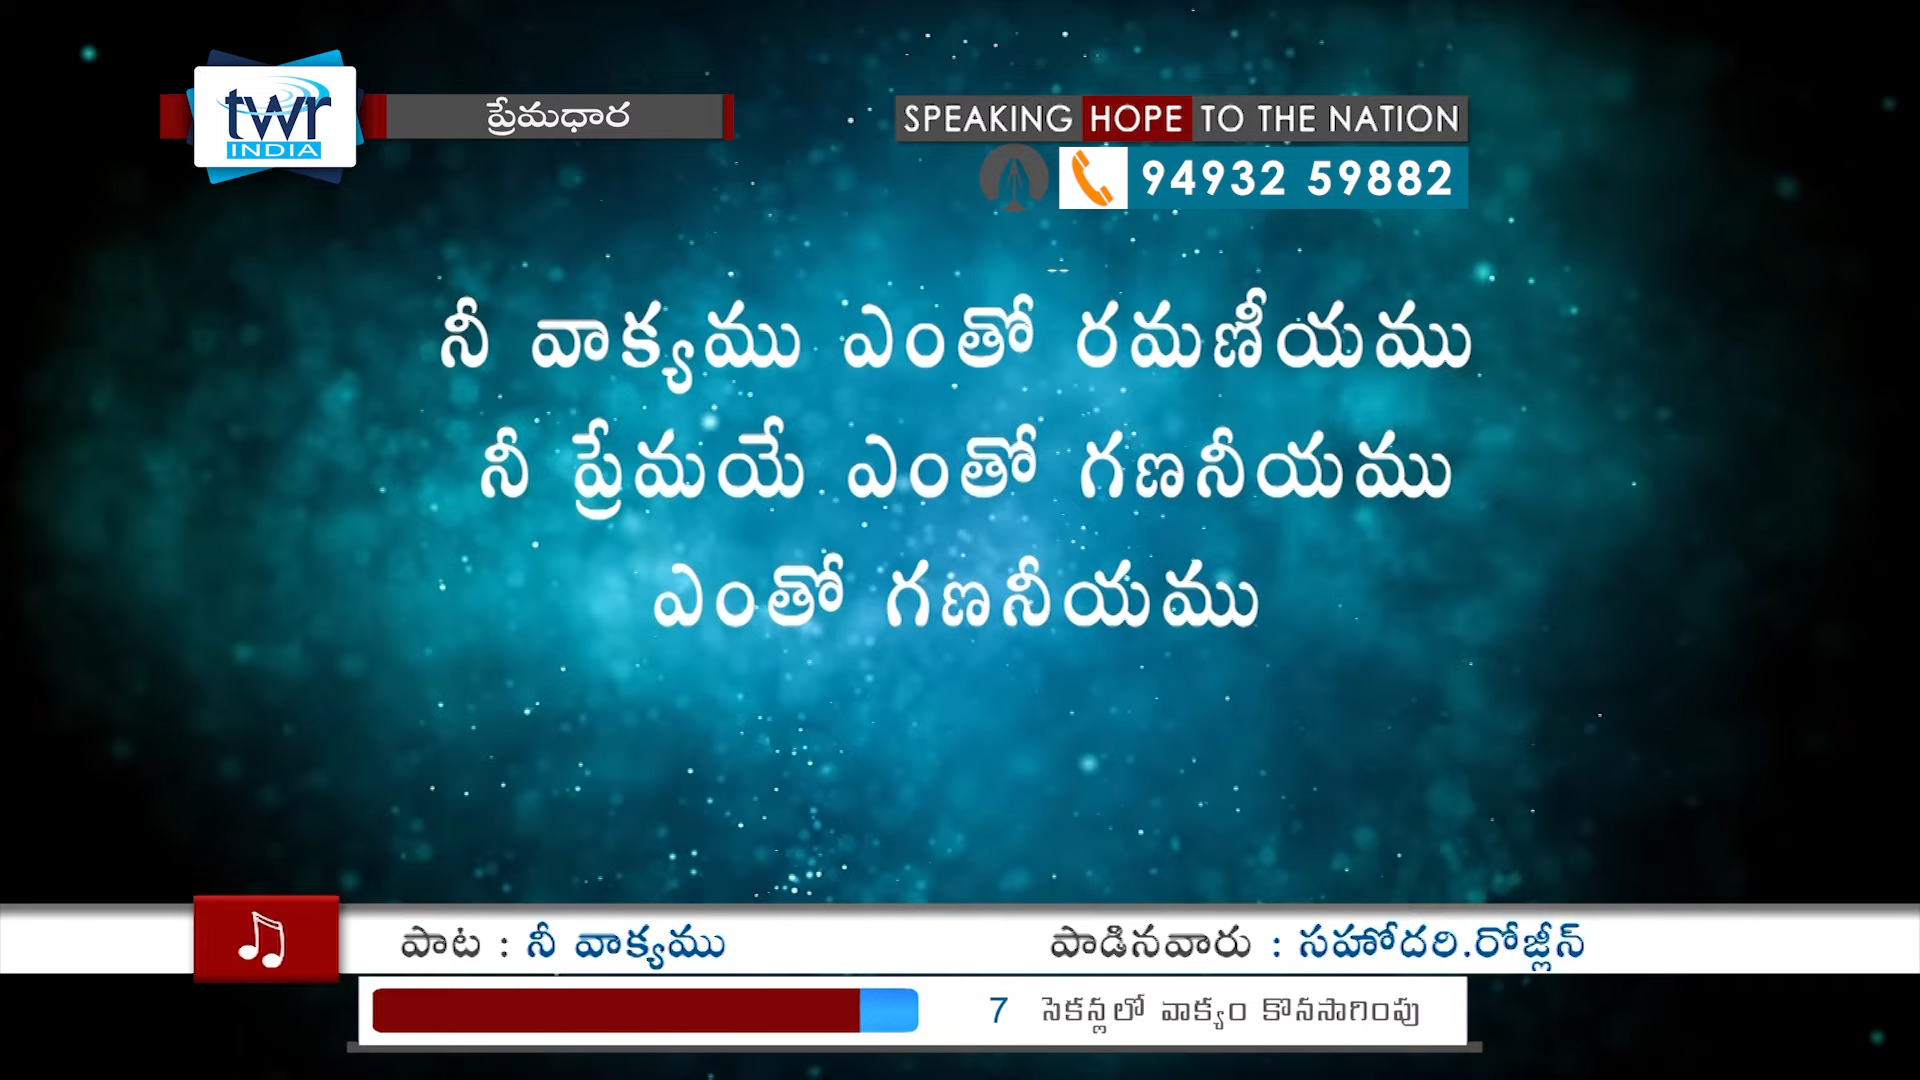 twr
INDIA
ప్రేమధార
SPEAKING HOPE TO THE NATION
94932 59882
నీ వాక్యము ఎంతో రమణీయము
నీ ప్రేమయే ఎంతో గణనీయము
ఎంతో గణనీయము
పాట : నీ వాక్యము
పాడినవారు : సహోదరి.రోజ్లీన్
7 సెకన్లలో వాక్యం కొనసాగింపు